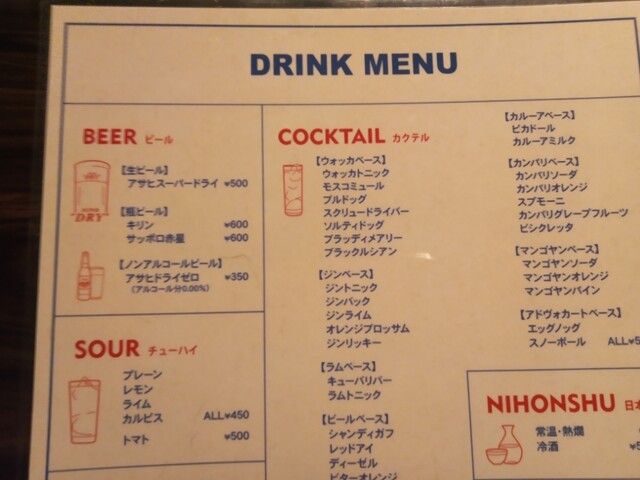 DRINK MENU
BEER ビール
【生ビール】
アサヒスーパードライ ¥500
【瓶ビール】
キリン ¥600
サッポロ赤星 ¥600
【ノンアルコールビール】
アサヒドライゼロ ¥350
(アルコール分0.00%)
DRY
SOUR チューハイ
プレーン
レモン
ライム
カルピス ALL¥450
トマト ¥500
COCKTAIL カクテル
【ウォッカベース】
ウォッカトニック
モスコミュール
ブルドッグ
スクリュードライバー
ソルティドッグ
ブラッディメアリー
ブラックルシアン
【ジンベース】
ジントニック
ジンバック
ジンライム
オレンジブロッサム
ジンリッキー
【ラムベース】
キューバリバー
ラムトニック
【ビールベース】
シャンディガフ
レッドアイ
ディーゼル
ビターオレンジ
【カルーアベース】
ピカドール
カルーアミルク
【カンパリベース】
カンパリソーダ
カンパリオレンジ
スプモーニ
カンパリグレープフルーツ
ピシクレッタ
【マンゴヤンベース】
マンゴヤンソーダ
マンゴヤンオレンジ
マンゴヤンパイン
【アドヴォカートベース】
エッグノッグ
スノーボール ALL¥5
NIHONSHU 日本
常温・熱燗
冷酒 ¥5